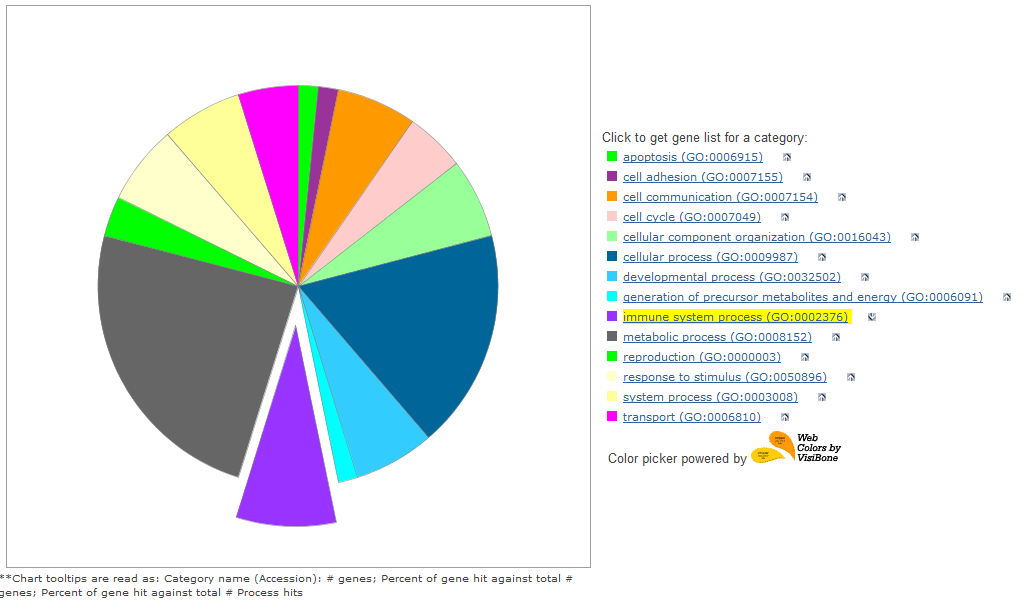 Click to get gene list for a category:
apoptosis (GO:0006915)
cell adhesion (GO:0007155)
cell communication (GO:0007154)
cell cycle (GO:0007049)
cellular component organization (GO:0016043)
cellular process (GO:0009987)
developmental process (GO:0032502)
generation of precursor metabolites and energy (GO:0006091)
immune system process (GO:0002376)
metabolic process (GO:0008152)
reproduction (GO:0000003)
response to stimulus (GO:0050896)
system process (GO:0003008)
transport (GO:0006810)
Color picker powered by
Web
Colors by
VisiBone
**Chart tooltips are read as: Category name (Accession): # genes; Percent of gene hit against total #
genes; Percent of gene hit against total # Process hits